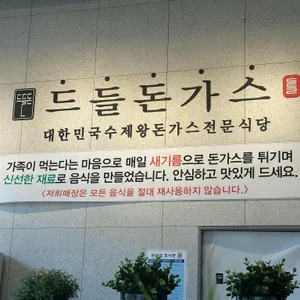 드들돈가스
대한민국수제왕돈가스전문식당
가족이 먹는다는 마음으로 매일 새기름으로 돈가스를 튀기며
신선한 재료로 음식을 만들었습니다. 안심하고 맛있게 드세요.
<저희매장은 모든 음식을 절대 재사용하지 않습니다.>